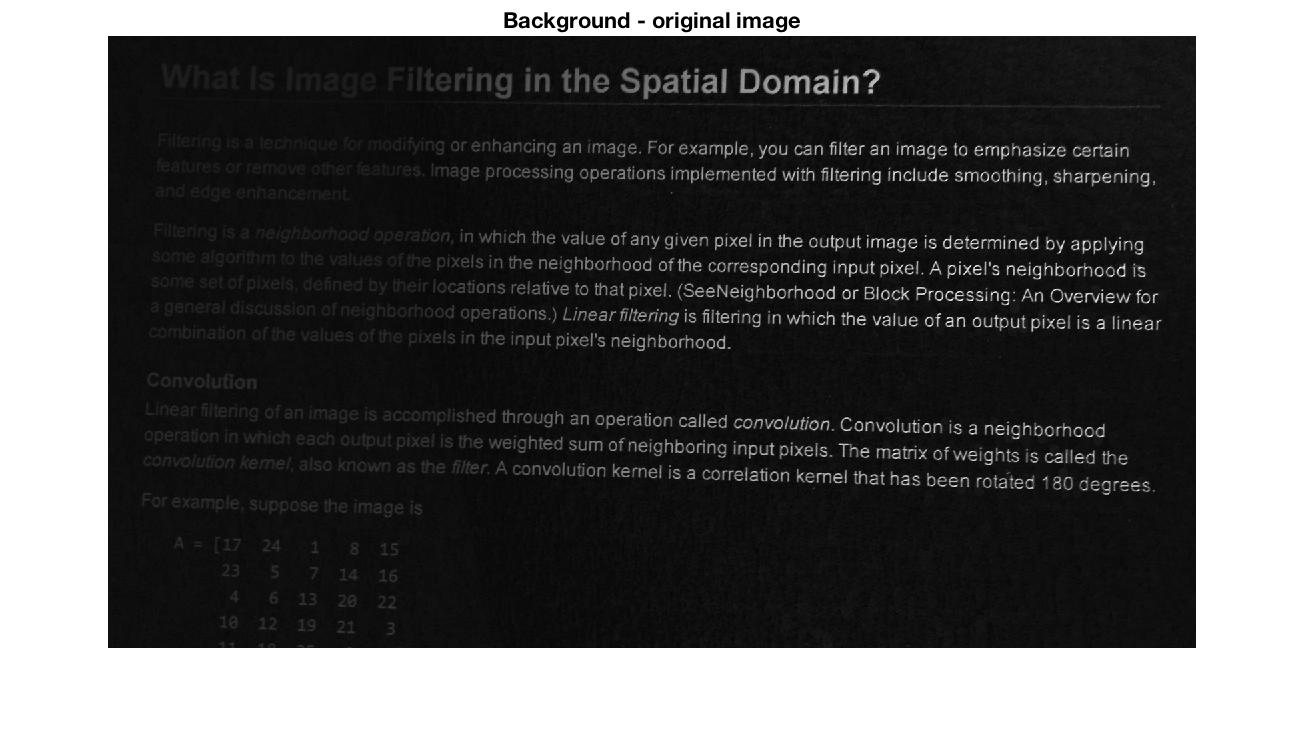 Background - original image
What Is Image Filtering in the Spatial Domain?
Filtering is a technique for modifying or enhancing an image. For example, you can filter an image to emphasize certain
features or remove other features. Image processing operations implemented with filtering include smoothing, sharpening,
and edge enhancement.
Filtering is a neighborhood operation, in which the value of any given pixel in the output image is determined by applying
some algorithm to the values of the pixels in the neighborhood of the corresponding input pixel. A pixel's neighborhood is
some set of pixels, defined by their locations relative to that pixel. (SeeNeighborhood or Block Processing: An Overview for
a general discussion of neighborhood operations.) Linear filtering is filtering in which the value of an output pixel is a linear
combination of the values of the pixels in the input pixel's neighborhood.
Convolution
Linear filtering of an image is accomplished through an operation called convolution. Convolution is a neighborhood
operation in which each output pixel is the weighted sum of neighboring input pixels. The matrix of weights is called the
convolution kernel, also known as the filter. A convolution kernel is a correlation kernel that has been rotated 180 degrees.
For example, suppose the image is
A = [17 24 1 8 15
23 5 7 14 16
4 6 13 20 22
10 12 19 21 3